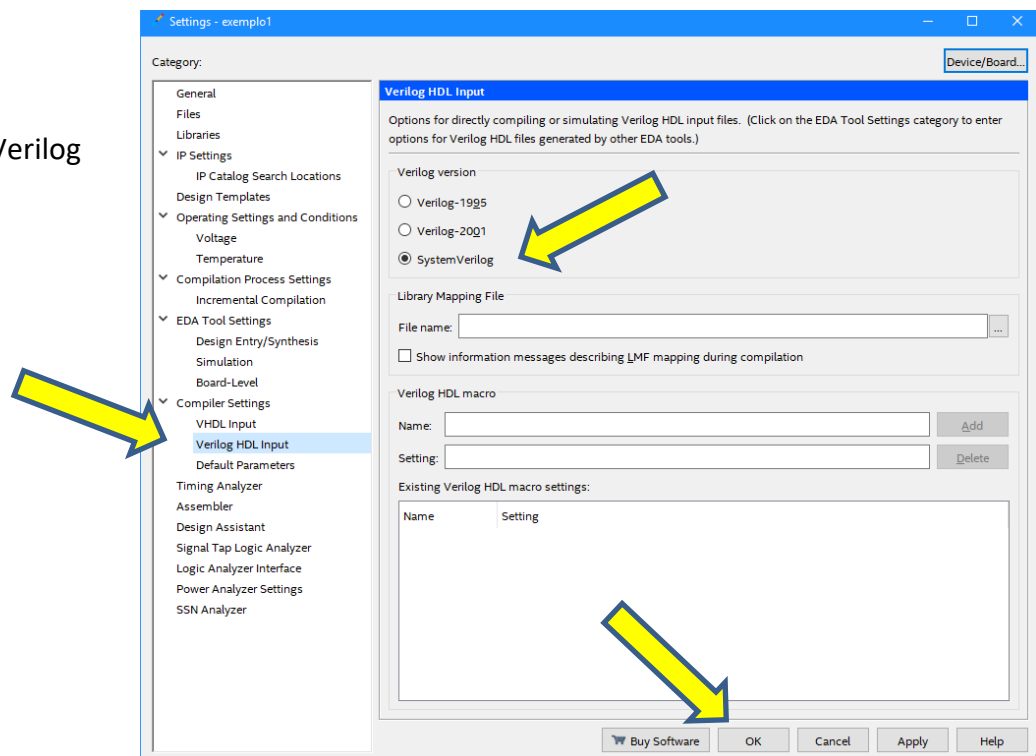 Verilog
Settings - exemplo1
Category:
Device/Board...
General
Files
Libraries
IP Settings
IP Catalog Search Locations
Design Templates
Operating Settings and Conditions
Voltage
Temperature
Compilation Process Settings
Incremental Compilation
EDA Tool Settings
Design Entry/Synthesis
Simulation
Board-Level
Compiler Settings
VHDL Input
Verilog HDL Input
Default Parameters
Timing Analyzer
Assembler
Design Assistant
Signal Tap Logic Analyzer
Logic Analyzer Interface
Power Analyzer Settings
SSN Analyzer
Verilog HDL Input
Options for directly compiling or simulating Verilog HDL input files. (Click on the EDA Tool Settings category to enter
options for Verilog HDL files generated by other EDA tools.)
Verilog version
Verilog-1995
Verilog-2001
SystemVerilog
Library Mapping File
File name:
...
Show information messages describing LMF mapping during compilation
Verilog HDL macro
Name:
Add
Setting:
Delete
Existing Verilog HDL macro settings:
Name Setting
Buy Software OK Cancel Apply Help